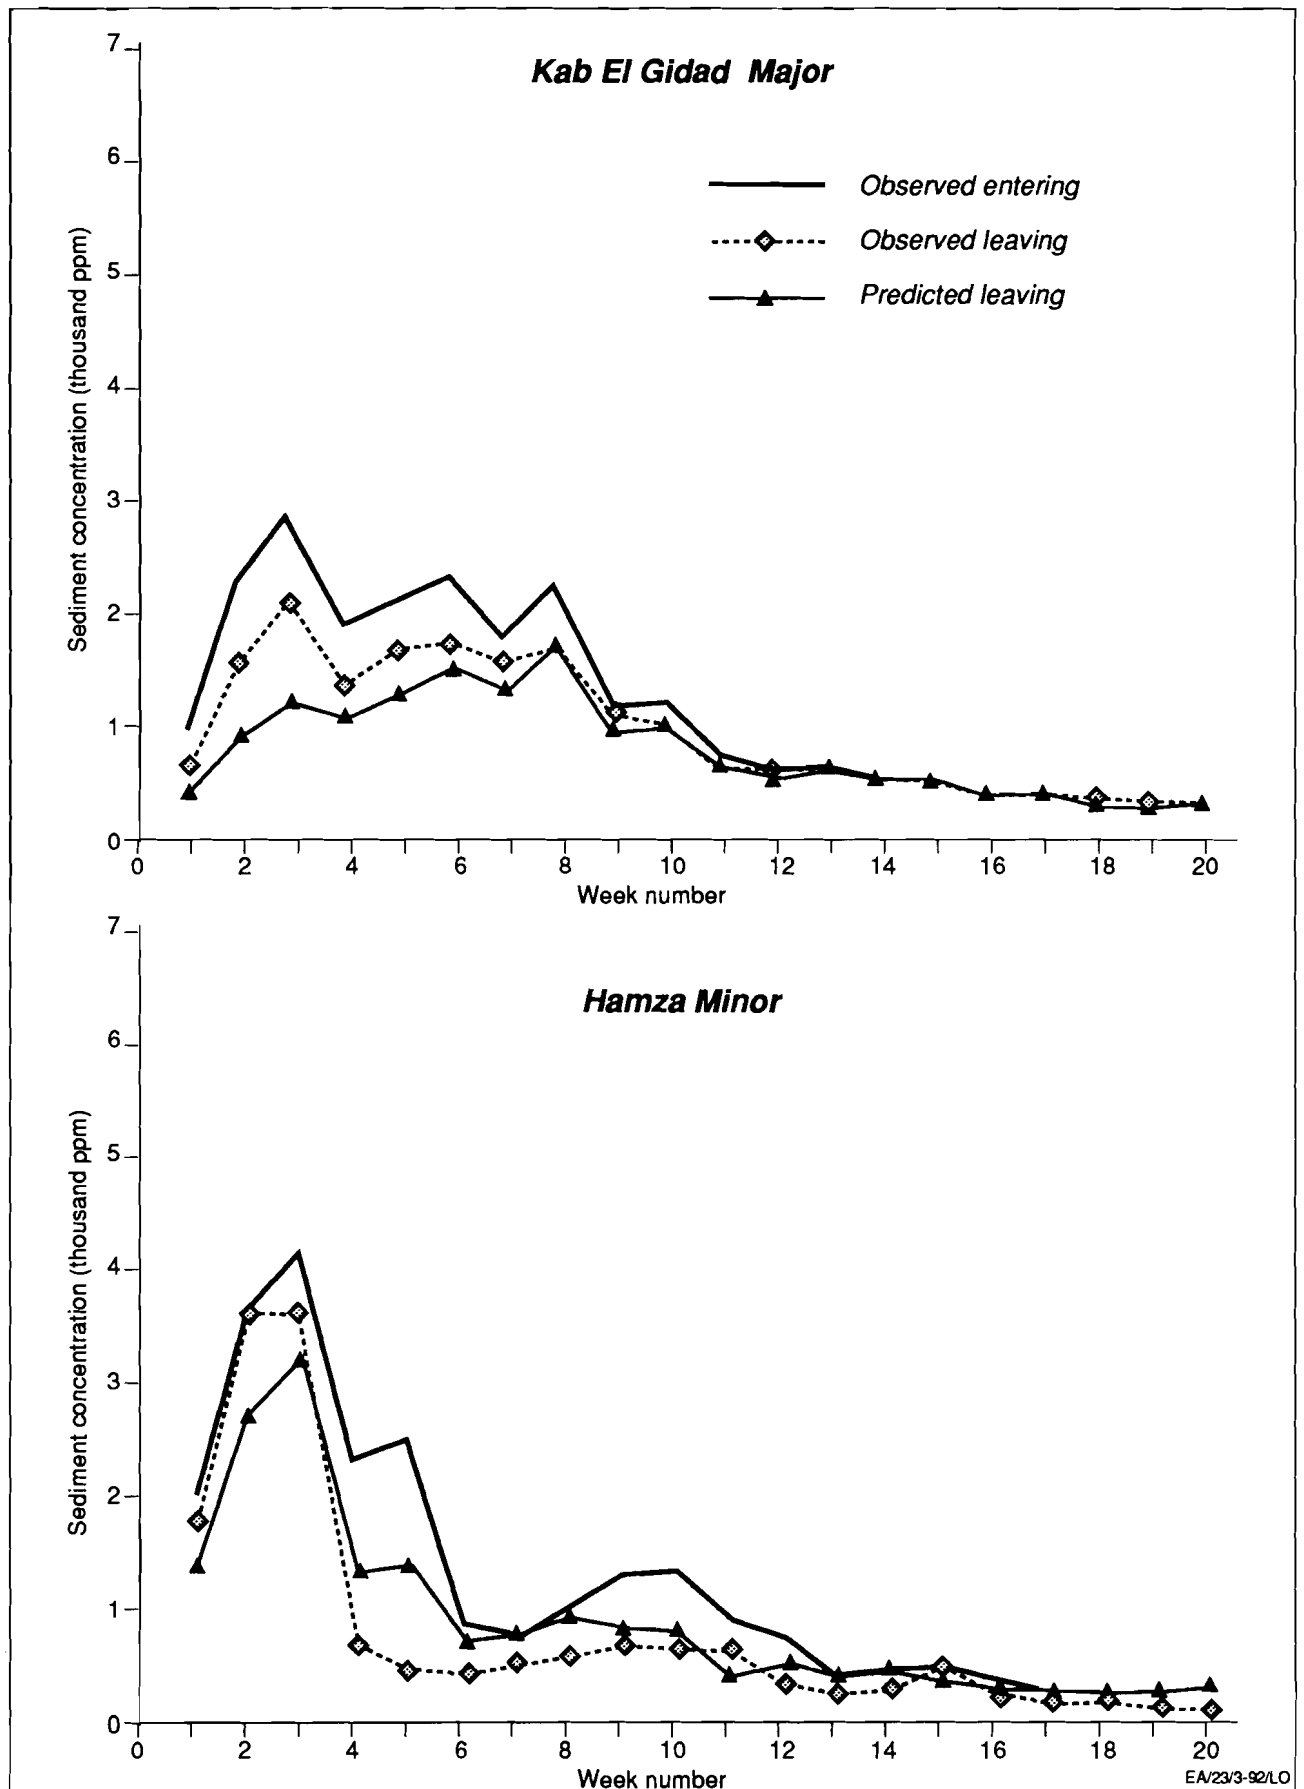 Kab El Gidad Major
Observed entering
Observed leaving
Predicted leaving
Sediment concentration (thousand ppm)
7
6
5
4
3
2
1
0
0 2 4 6 8 10 12 14 16 18 20
Week number
Hamza Minor
Sediment concentration (thousand ppm)
7
6
5
4
3
2
1
0
0 2 4 6 8 10 12 14 16 18 20
Week number
EA/23/3-92/LO